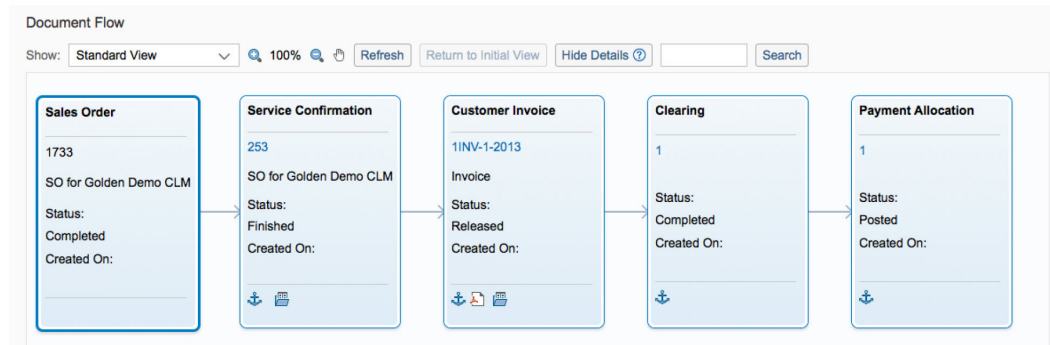 Document Flow
Show: Standard View 100% Refresh Return to Initial View Hide Details ? Search
Sales Order
1733
SO for Golden Demo CLM
Status:
Completed
Created On:
Service Confirmation
253
SO for Golden Demo CLM
Status:
Finished
Created On:
Customer Invoice
1INV-1-2013
Invoice
Status:
Released
Created On:
Clearing
1
Status:
Completed
Created On:
Payment Allocation
1
Status:
Posted
Created On: